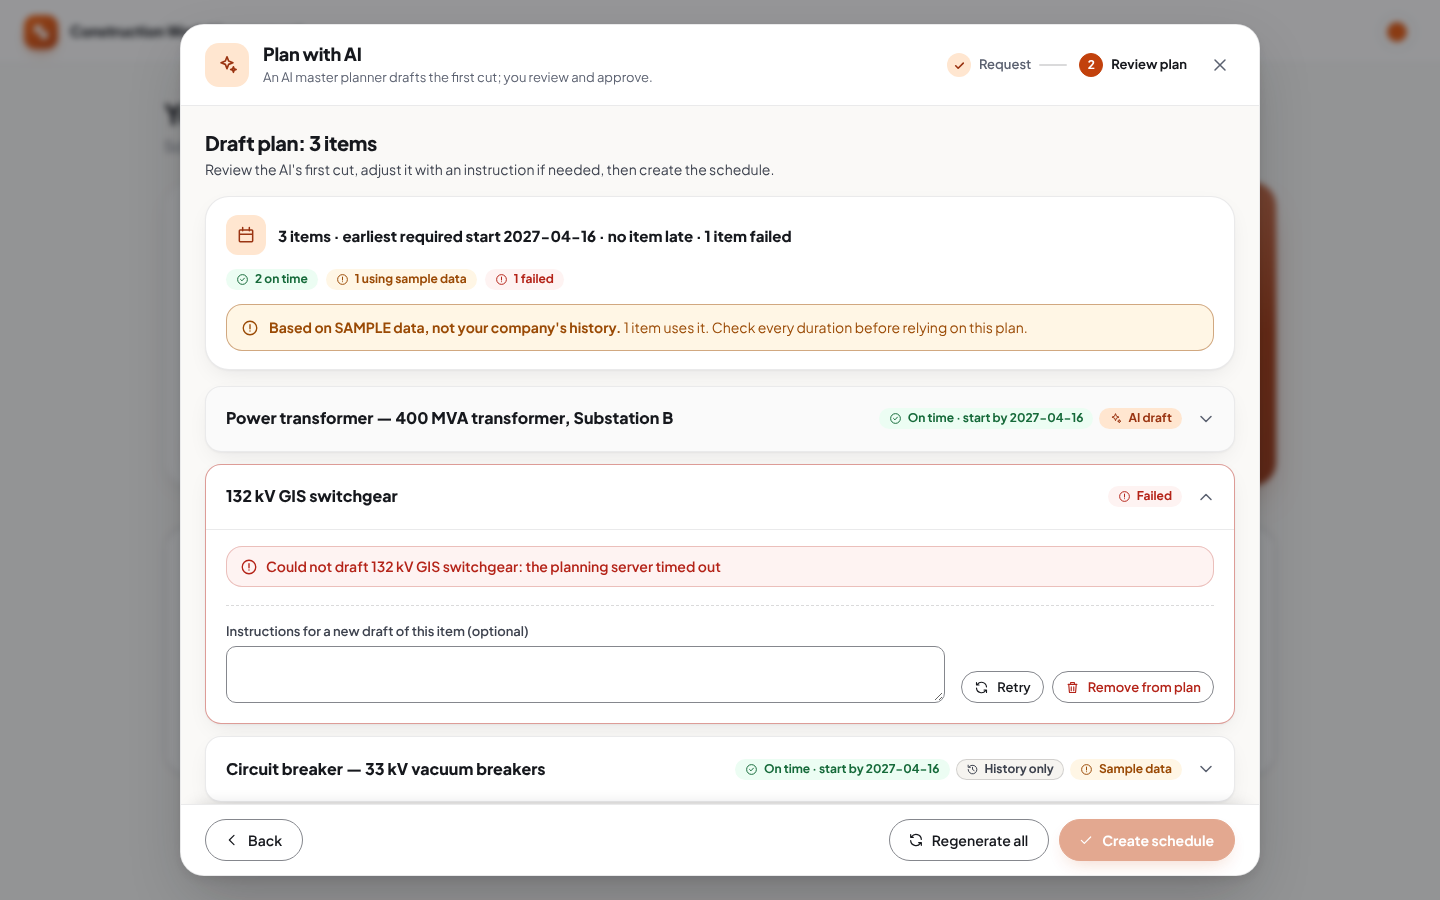 Construction
Plan with AI
An AI master planner drafts the first cut; you review and approve.
Request
2 Review plan
Draft plan: 3 items
Review the AI's first cut, adjust it with an instruction if needed, then create the schedule.
3 items · earliest required start 2027-04-16 · no item late · 1 item failed
2 on time
1 using sample data
1 failed
Based on SAMPLE data, not your company's history. 1 item uses it. Check every duration before relying on this plan.
Power transformer — 400 MVA transformer, Substation B
On time · start by 2027-04-16
AI draft
132 kV GIS switchgear
Failed
Could not draft 132 kV GIS switchgear: the planning server timed out
Instructions for a new draft of this item (optional)
Retry
Remove from plan
Circuit breaker — 33 kV vacuum breakers
On time · start by 2027-04-16
History only
Sample data
Back
Regenerate all
Create schedule